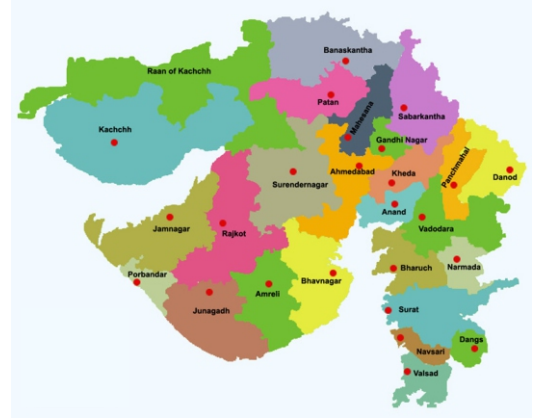 Banaskantha
Raan of Kachchh
Patan
Mahesana
Sabarkantha
Kachchh
Gandhi Nagar
Panchmahal
Ahmedabad
Kheda
Danod
Surendernagar
Anand
Jamnagar
Vadodara
Rajkot
Bharuch
Narmada
Porbandar
Bhavnagar
Amreli
Junagadh
Surat
Dangs
Navsari
Valsad